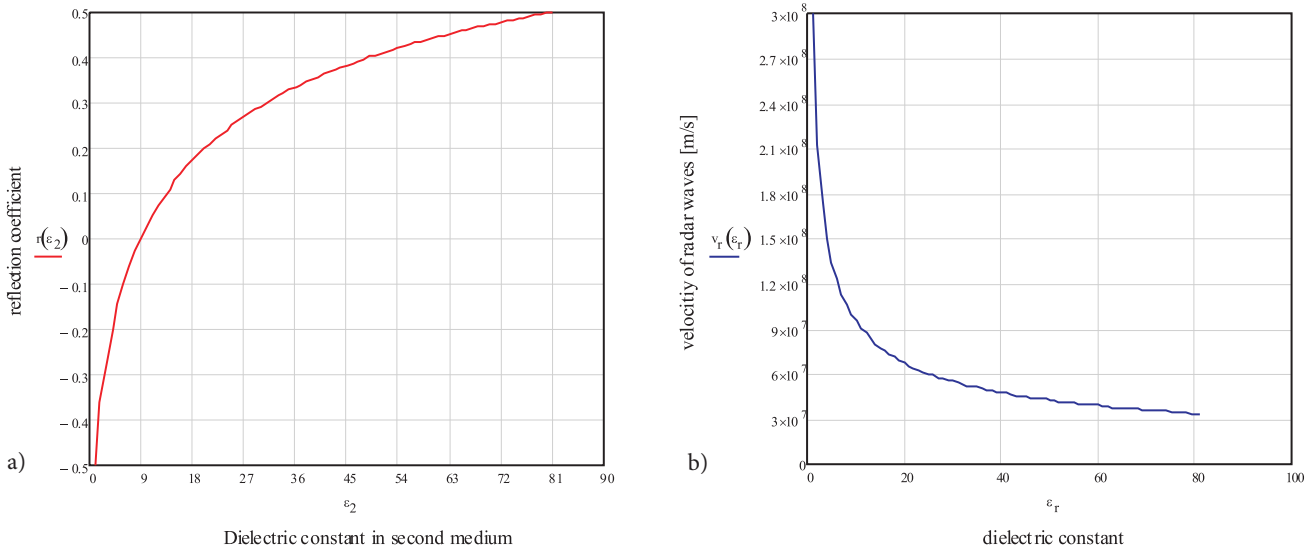 0.5
0.4
0.3
0.2
0.1
0
− 0.1
− 0.2
− 0.3
− 0.4
− 0.5
reflection coefficient
r(ε2)
0 9 18 27 36 45 54 63 72 81 90
ε2
Dielectric constant in second medium
a)
3×10^8
2.7×10^8
2.4×10^8
2.1×10^8
1.8×10^8
1.5×10^8
1.2×10^8
9×10^7
6×10^7
3×10^7
0
velocitiy of radar waves [m/s]
vr(εr)
0 20 40 60 80 100
εr
dielectric constant
b)